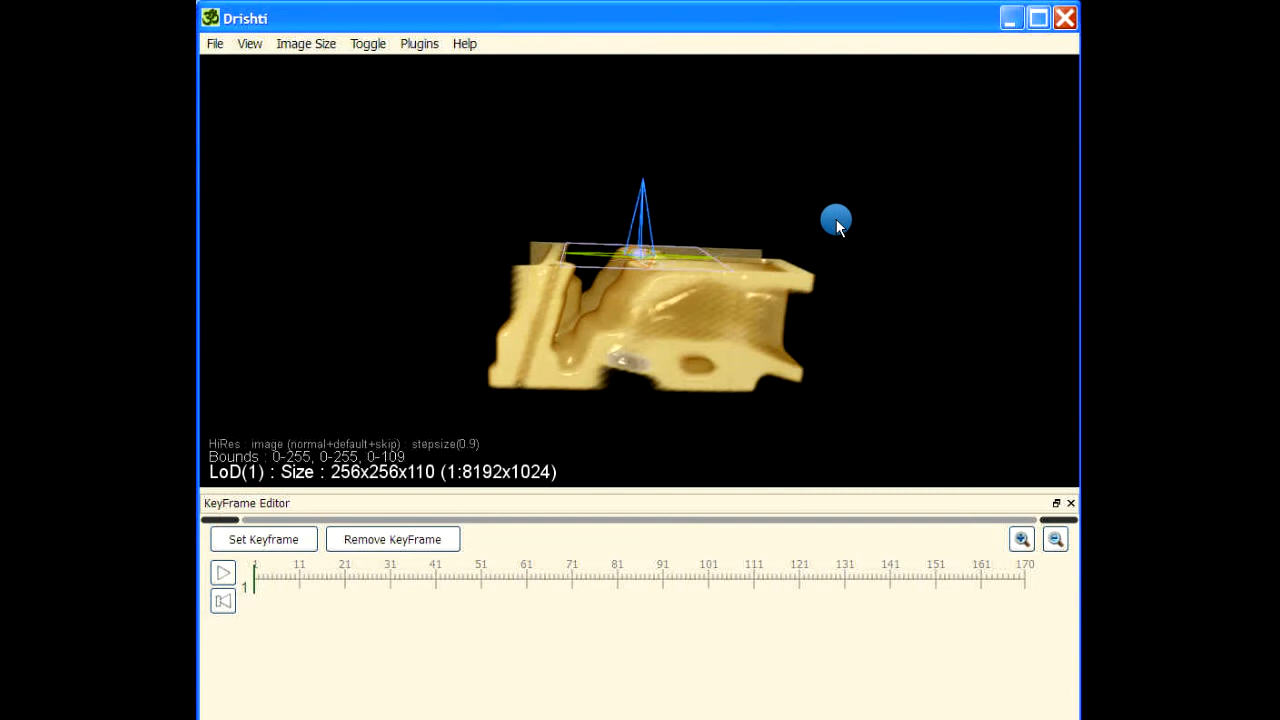 Drishti
File View Image Size Toggle Plugins Help
HiRes : image (normal+default+skip) : stepsize(0.9)
Bounds : 0-255, 0-255, 0-109
LoD(1) : Size : 256x256x110 (1:8192x1024)
KeyFrame Editor
Set Keyframe Remove KeyFrame
1 11 21 31 41 51 61 71 81 91 101 111 121 131 141 151 161 170
1